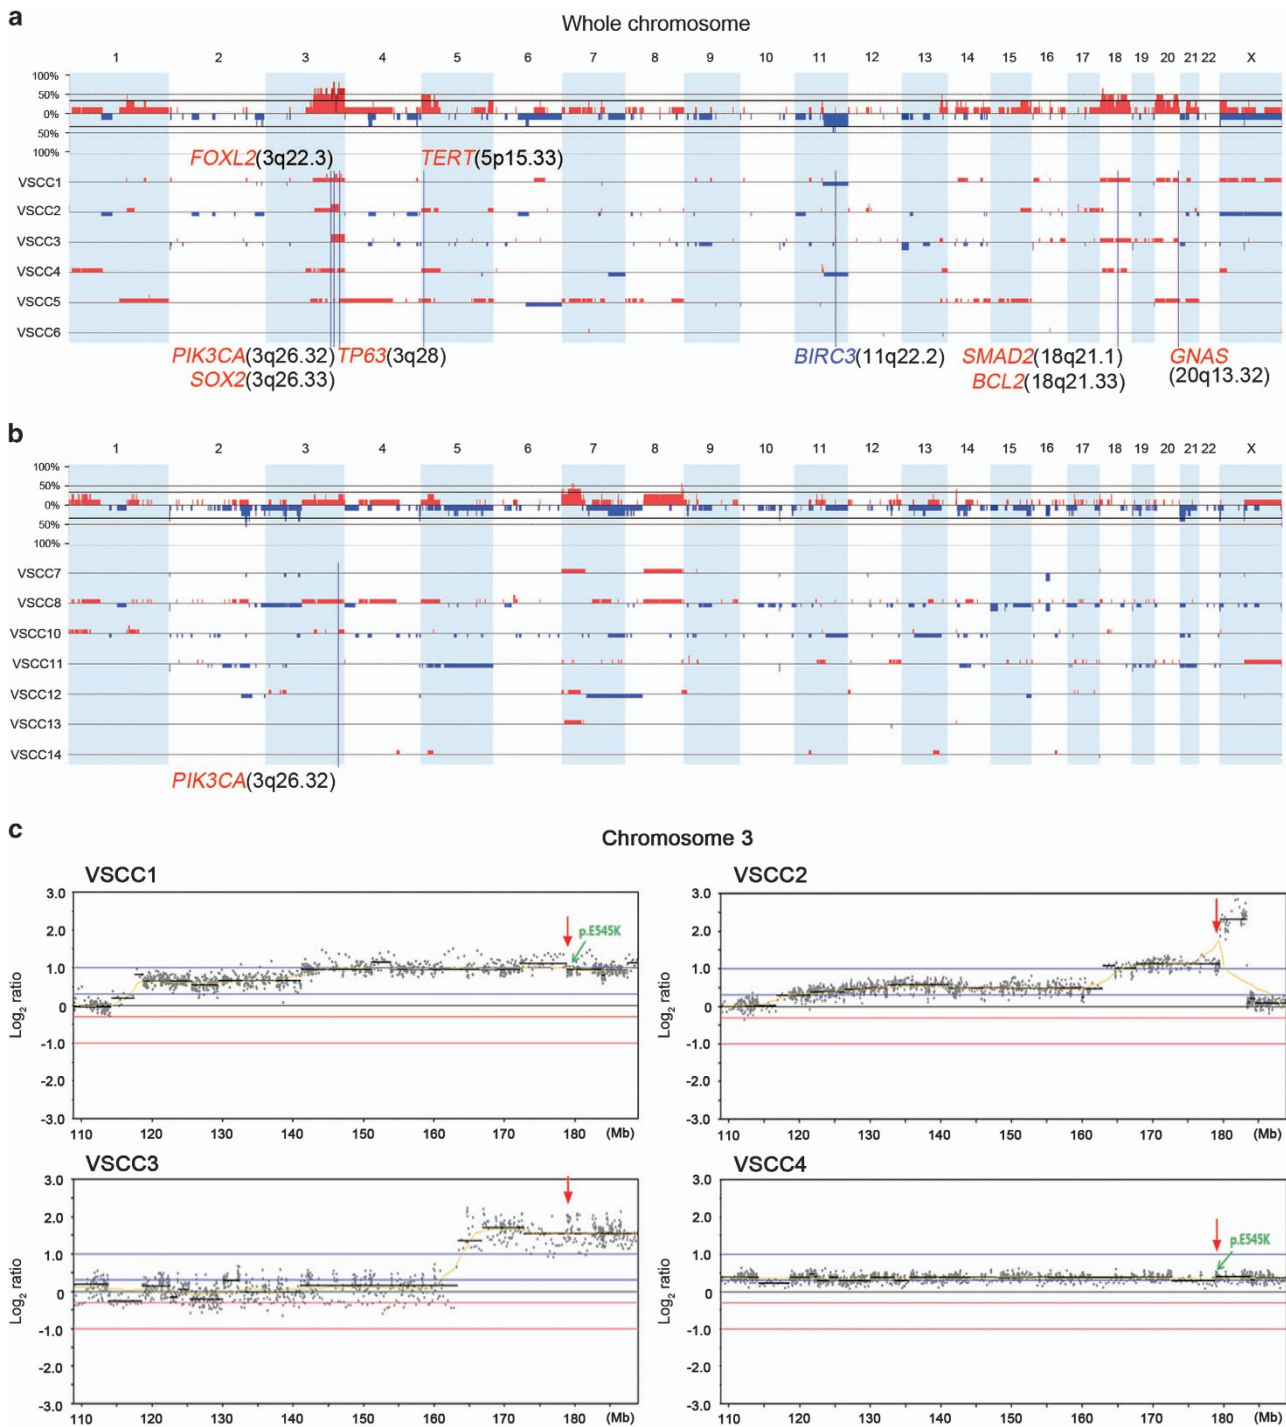 a
Whole chromosome
1 2 3 4 5 6 7 8 9 10 11 12 13 14 15 16 17 18 20 21 22 X
100%
50%
0%
50%
100%
FOXL2(3q22.3) TERT(5p15.33)
VSCC1
VSCC2
VSCC3
VSCC4
VSCC5
VSCC6
PIK3CA(3q26.32) TP63(3q28) BIRC3(11q22.2) SMAD2(18q21.1) GNAS
SOX2(3q26.33) BCL2(18q21.33) (20q13.32)
b
1 2 3 4 5 6 7 8 9 10 11 12 13 14 15 16 17 18 19 20 21 22 X
100%
50%
0%
50%
100%
VSCC7
VSCC8
VSCC10
VSCC11
VSCC12
VSCC13
VSCC14
PIK3CA(3q26.32)
c
Chromosome 3
VSCC1
3.0
2.0
1.0
0
-1.0
-2.0
-3.0
Log2 ratio
p.E545K
110 120 130 140 150 160 170 180 (Mb)
VSCC2
3.0
2.0
1.0
0
-1.0
-2.0
-3.0
Log2 ratio
110 120 130 140 150 160 170 180 (Mb)
VSCC3
3.0
2.0
1.0
0
-1.0
-2.0
-3.0
Log2 ratio
110 120 130 140 150 160 170 180 (Mb)
VSCC4
3.0
2.0
1.0
0
-1.0
-2.0
-3.0
Log2 ratio
p.E545K
110 120 130 140 150 160 170 180 (Mb)